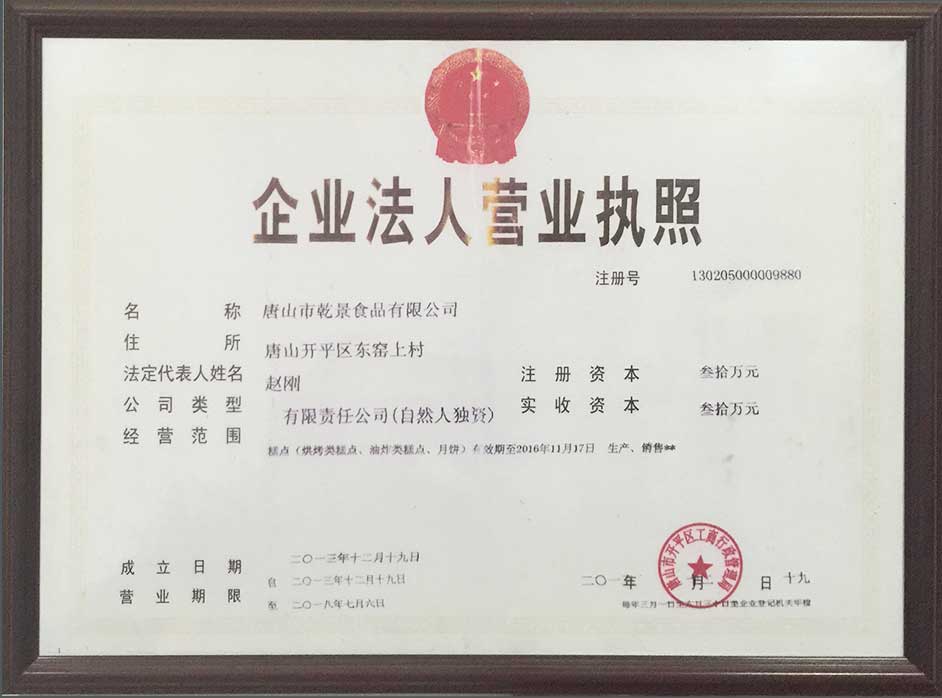 企业法人营业执照
注册号 130205000009880
名称 唐山市乾景食品有限公司
住所 唐山开平区东窑上村
法定代表人姓名 赵刚
注册资本 叁拾万元
公司类型 有限责任公司(自然人独资)
实收资本 叁拾万元
经营范围
糕点（烘烤类糕点、油炸类糕点、月饼）有效期至2016年11月17日 生产、销售**
成立日期 二〇一三年十二月十九日
营业期限 自 二〇一三年十二月十九日
至 二〇一八年七月六日
唐山市开平区工商行政管理局
二〇一 年 月 日 十九
每年三月一日至六月三十日是企业登记机关年检